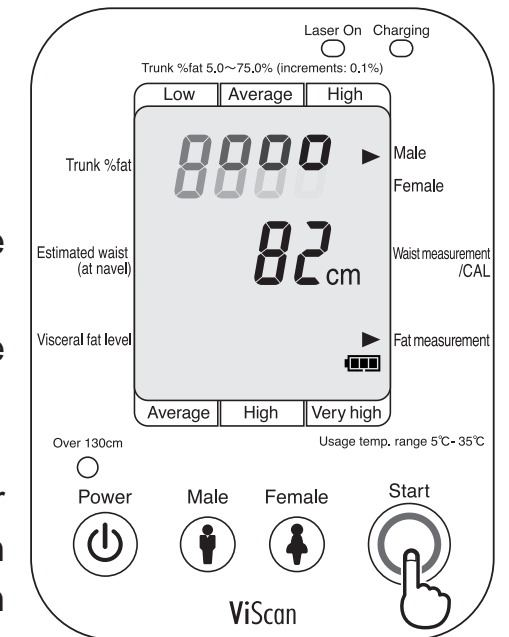 Laser On Charging
Trunk %fat 5.0～75.0% (increments: 0.1%)
Low Average High
Trunk %fat
Male
Female
Estimated waist
(at navel)
82 cm
Waist measurement
/CAL
Visceral fat level
Fat measurement
Average High Very high
Over 130cm
Usage temp. range 5℃- 35℃
Power Male Female Start
ViScan